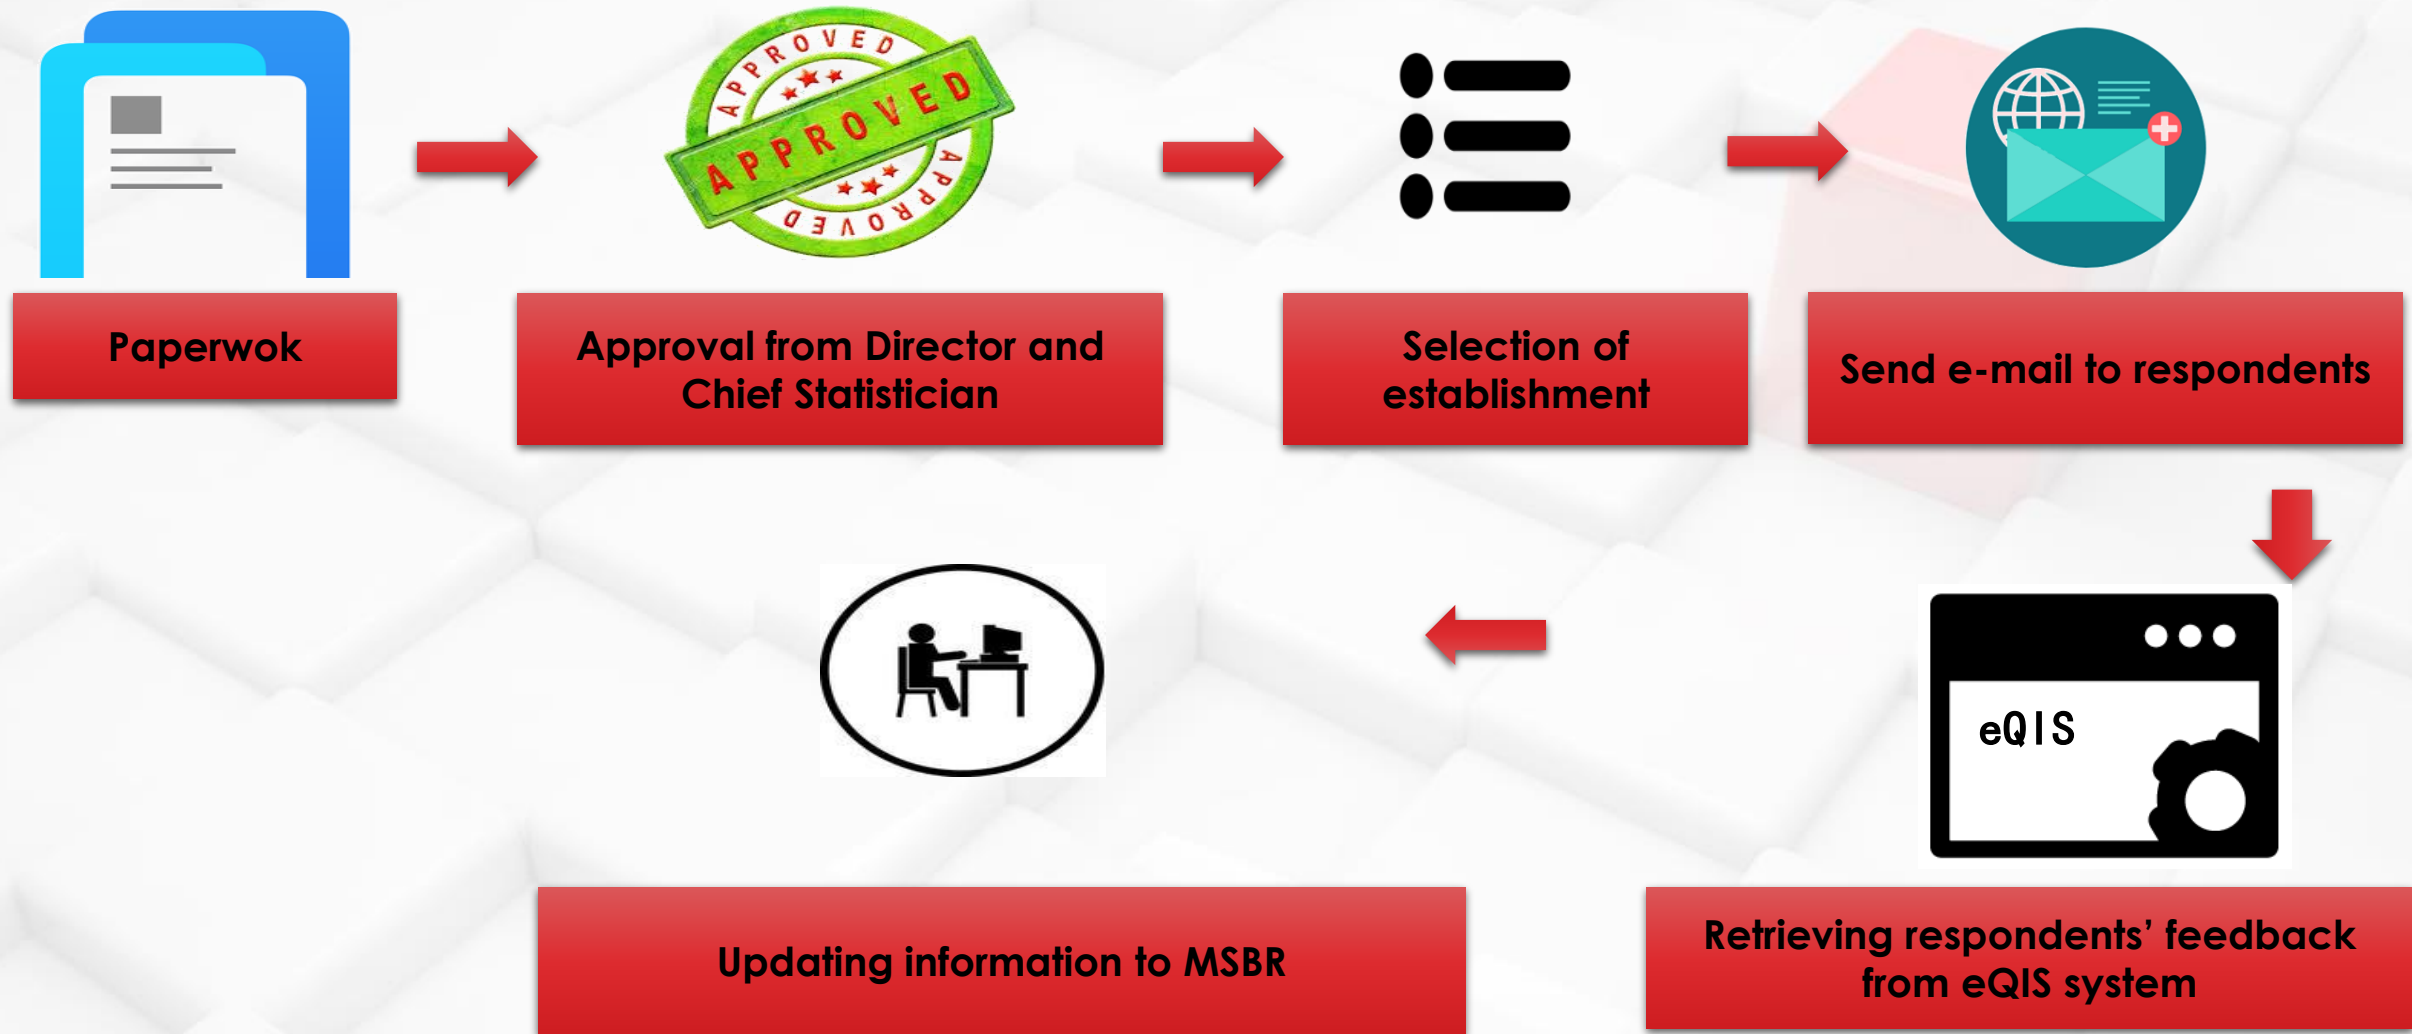 APPROVED
APPROVED
APPROVED
Paperwok
Approval from Director and
Chief Statistician
Selection of
establishment
Send e-mail to respondents
eQIS
Updating information to MSBR
Retrieving respondents’ feedback
from eQIS system